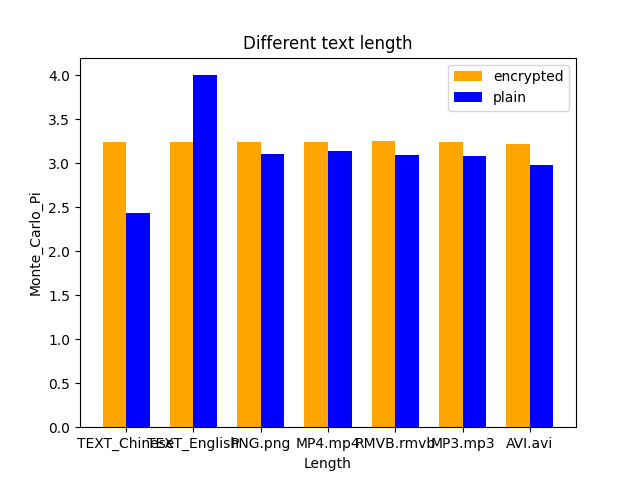 Different text length
encrypted
plain
Monte_Carlo_Pi
4.0
3.5
3.0
2.5
2.0
1.5
1.0
0.5
0.0
TEXT_Chinese TEXT_English PNG.png MP4.mp4 RMVB.rmvb MP3.mp3 AVI.avi
Length